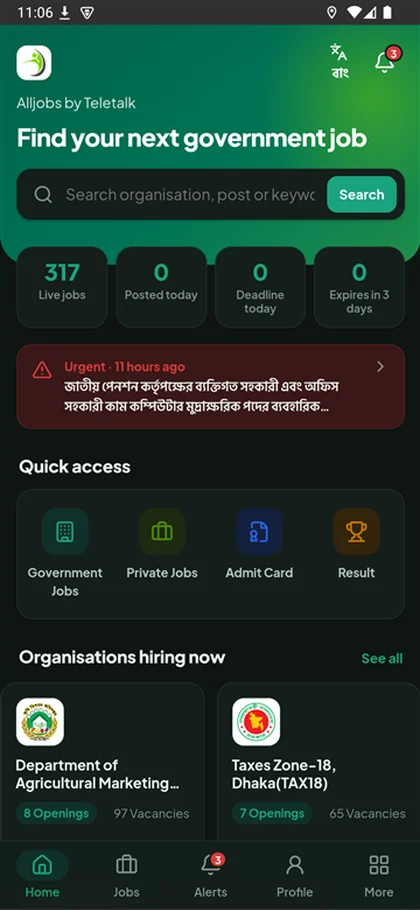 11:06
বাং
3
Alljobs by Teletalk
Find your next government job
Search organisation, post or keywo
Search
317
Live jobs
0
Posted today
0
Deadline
today
0
Expires in 3
days
Urgent · 11 hours ago
জাতীয় পেনশন কর্তৃপক্ষের ব্যক্তিগত সহকারী এবং অফিস
সহকারী কাম কম্পিউটার মুদ্রাক্ষরিক পদের ব্যবহারিক...
Quick access
Government
Jobs
Private Jobs
Admit Card
Result
Organisations hiring now
See all
Department of
Agricultural Marketing...
8 Openings
97 Vacancies
Taxes Zone-18,
Dhaka(TAX18)
7 Openings
65 Vacancies
3
Home
Jobs
Alerts
Profile
More